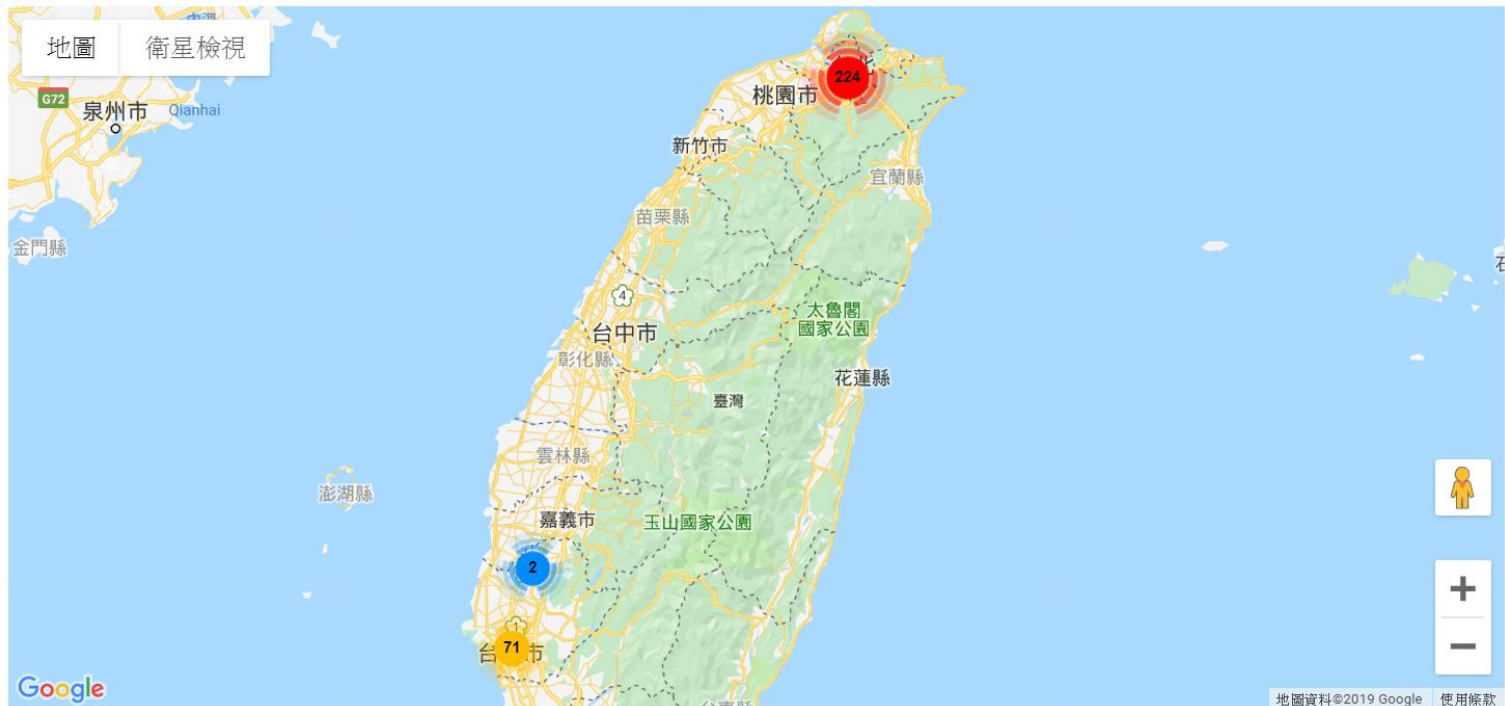 地圖
衛星檢視
G72
泉州市
Qianhai
224
桃園市
新竹市
宜蘭縣
苗栗縣
金門縣
4
太魯閣
國家公園
台中市
彰化縣
花蓮縣
臺灣
雲林縣
澎湖縣
嘉義市
玉山國家公園
2
1
台
71
市
Google
地圖資料©2019 Google
使用條款